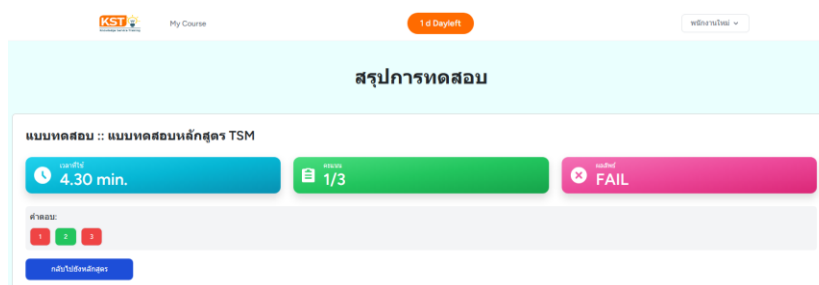 KST
Knowledge Service Training
My Course
1 d Dayleft
พนักงานใหม่
สรุปการทดสอบ
แบบทดสอบ :: แบบทดสอบหลักสูตร TSM
เวลาที่ใช้
4.30 min.
คะแนน
1/3
ผลลัพธ์
FAIL
คำตอบ:
1 2 3
กลับไปยังหลักสูตร